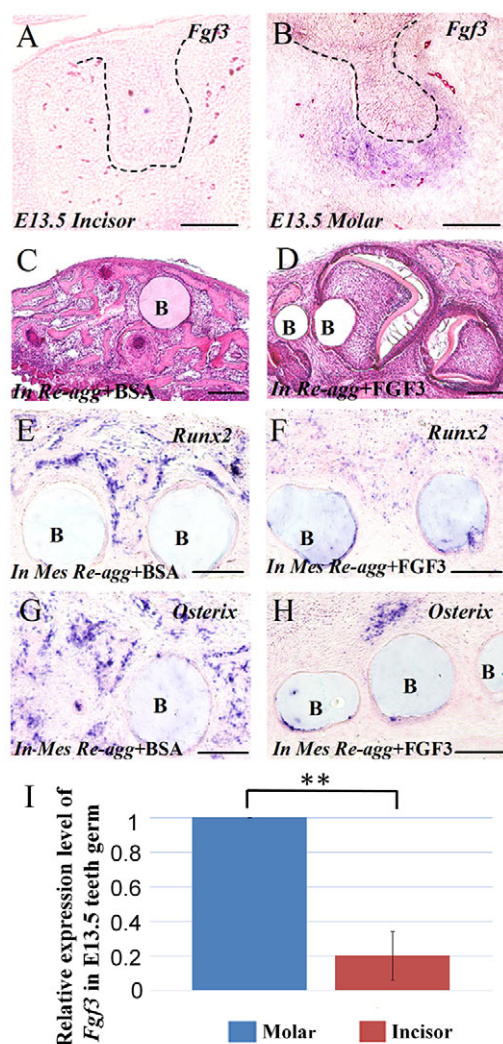 A
Fgf3
E13.5 Incisor
B
Fgf3
E13.5 Molar
C
B
In Re-agg+BSA
D
B
B
In Re-agg+FGF3
E
Runx2
B
B
In Mes Re-agg+BSA
F
Runx2
B
B
In Mes Re-agg+FGF3
G
Osterix
B
In Mes Re-agg+BSA
H
Osterix
B
B
B
In Mes Re-agg+FGF3
I
**
Relative expression level of
Fgf3 in E13.5 teeth germ
1
0.8
0.6
0.4
0.2
0
Molar
Incisor